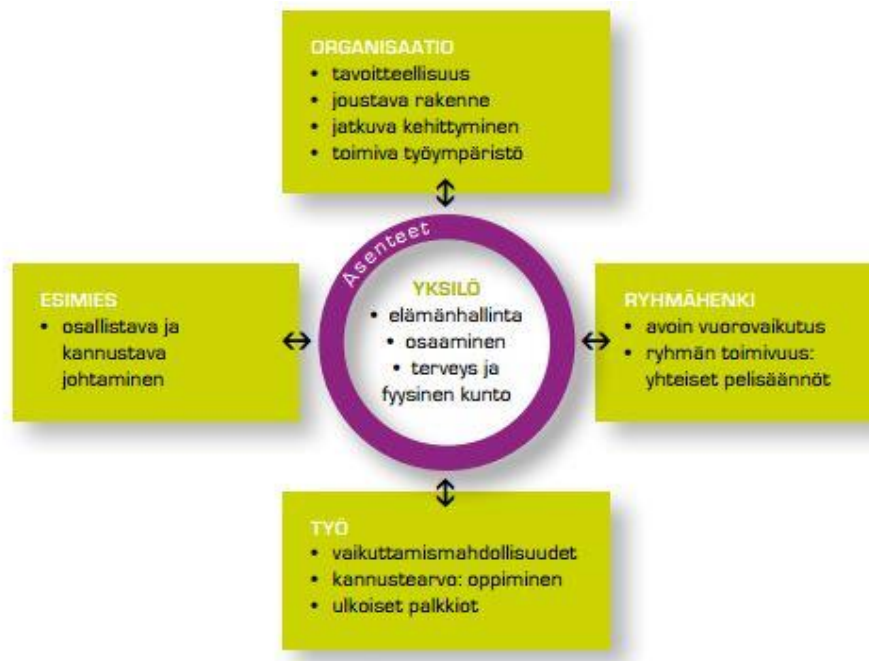 ORGANISAATIO
• tavoitteellisuus
• joustava rakenne
• jatkuva kehittyminen
• toimiva työympäristö
Asenteet
ESIMIES
• osallistava ja
kannustava
johtaminen
YKSILÖ
• elämänhallinta
• osaaminen
• terveys ja
fyysinen kunto
RYHMÄHENKI
• avoin vuorovaikutus
• ryhmän toimivuus:
yhteiset pelisäännöt
TYÖ
• vaikuttamismahdollisuudet
• kannustearvo: oppiminen
• ulkoiset palkkiot